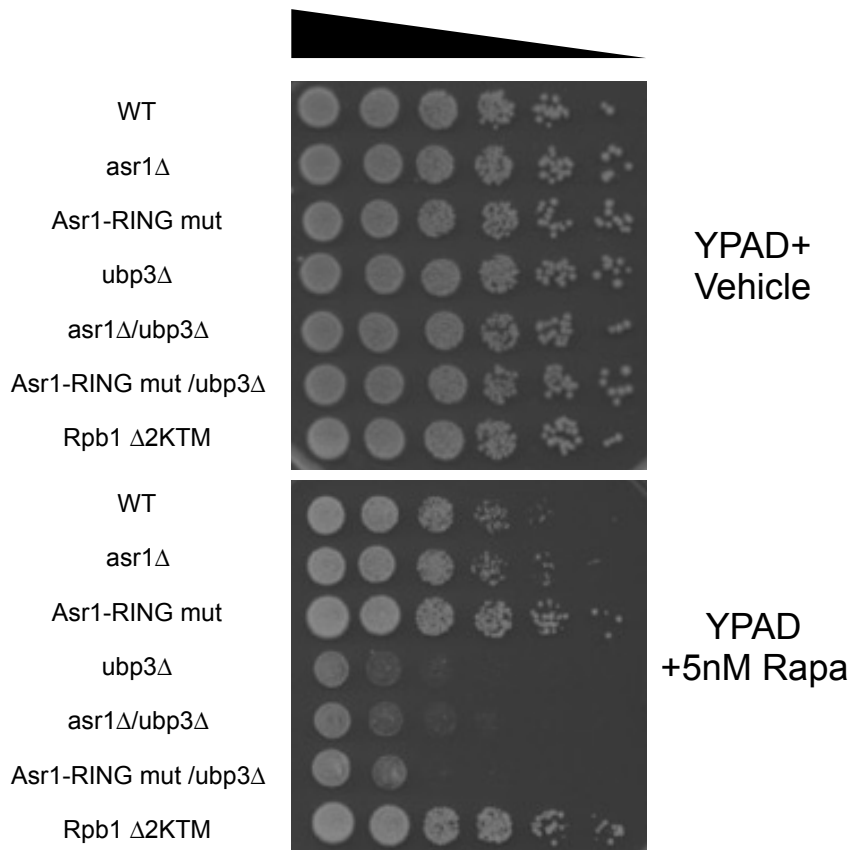 WT
asr1Δ
Asr1-RING mut
ubp3Δ
asr1Δ/ubp3Δ
Asr1-RING mut /ubp3Δ
Rpb1 Δ2KTM
YPAD+
Vehicle
WT
asr1Δ
Asr1-RING mut
ubp3Δ
asr1Δ/ubp3Δ
Asr1-RING mut /ubp3Δ
Rpb1 Δ2KTM
YPAD
+5nM Rapa